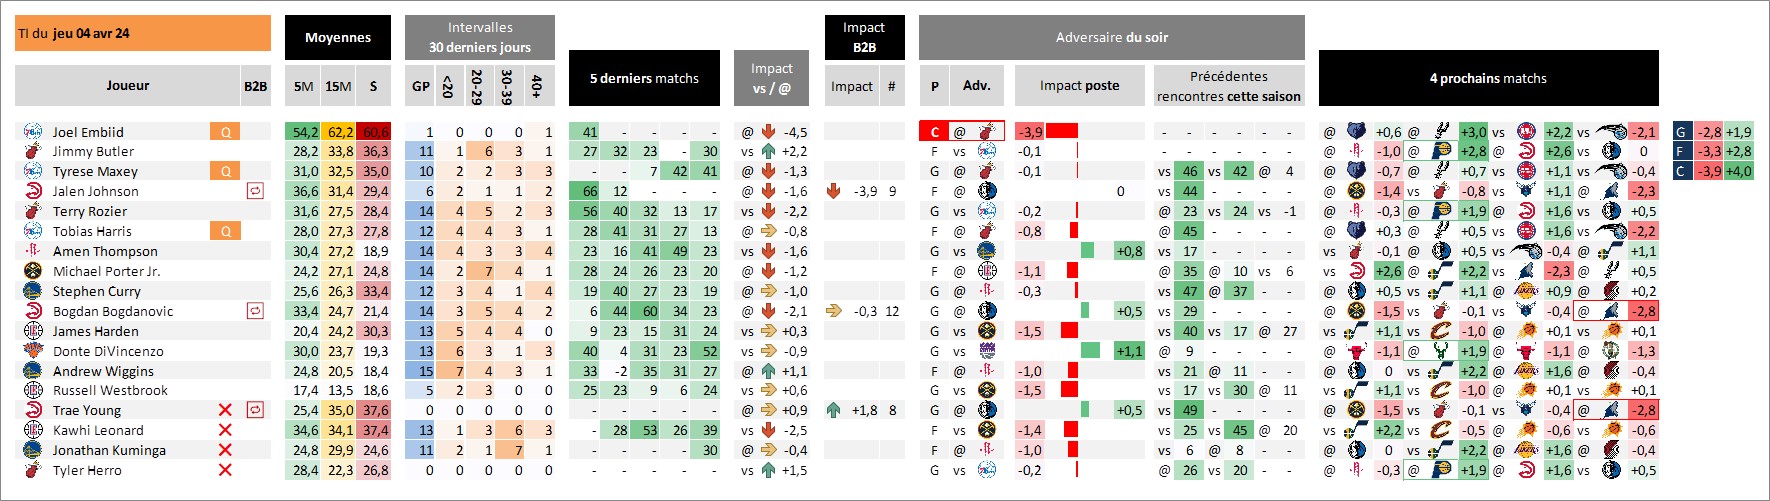 TI du jeu 04 avr 24 Moyennes Intervalles 30 derniers jours 5 derniers matchs Impact vs / @ Impact B2B Adversaire du soir 4 prochains matchs
Joueur B2B 5M 15M S GP <20 20-29 30-39 40+ Impact # P Adv. Impact poste Précédentes rencontres cette saison
Joel Embiid Q 54,2 62,2 60,6 1 0 0 0 1 41 - - - - @ -4,5 C @ -3,9 - - - - - - @ +0,6 @ +3,0 vs +2,2 vs -2,1 G -2,8 +1,9
Jimmy Butler 28,2 33,8 36,3 11 1 6 3 1 27 32 23 - 30 vs +2,2 F vs -0,1 - - - - - - @ -1,0 @ +2,8 @ +2,6 vs 0 F -3,3 +2,8
Tyrese Maxey Q 31,0 32,5 35,0 10 2 2 3 3 - - 7 42 41 @ -1,3 G @ -0,1 vs 46 vs 42 @ 4 @ -0,7 @ +0,7 vs +1,1 vs -0,4 C -3,9 +4,0
Jalen Johnson 36,6 31,4 29,4 6 2 1 1 2 66 12 - - - @ -1,6 -3,9 9 F @ 0 vs 44 - - - - @ -1,4 vs -0,8 vs +1,1 @ -2,3
Terry Rozier 31,6 27,5 28,4 14 4 5 2 3 56 40 32 13 17 vs -2,2 G vs -0,2 @ 23 vs 24 vs -1 @ -0,3 @ +1,9 @ +1,6 vs +0,5
Tobias Harris Q 28,0 27,3 27,8 12 4 4 3 1 28 41 31 27 13 @ -0,8 F @ -0,8 @ 45 - - - - @ +0,3 @ +0,5 vs +1,6 vs -2,2
Amen Thompson 30,4 27,2 18,9 14 4 3 3 4 23 16 41 49 23 vs -1,6 G vs +0,8 vs 17 - - - - vs -0,1 @ +0,5 vs -0,4 @ +1,1
Michael Porter Jr. 24,2 27,1 24,8 14 2 7 4 1 28 24 26 23 20 @ -1,2 F @ -1,1 @ 35 @ 10 vs 6 vs +2,6 @ +2,2 vs -2,3 @ +0,5
Stephen Curry 25,6 26,3 33,4 12 3 4 1 4 19 40 27 23 19 @ -1,0 G @ -0,3 vs 47 @ 37 - - @ +0,5 vs +1,1 @ +0,9 @ +0,2
Bogdan Bogdanovic 33,4 24,7 21,4 14 3 5 2 4 6 44 60 34 23 @ -2,1 -0,3 12 G @ +0,5 vs 29 - - - - @ -1,5 vs -0,1 vs -0,4 @ -2,8
James Harden 20,4 24,2 30,3 13 5 4 4 0 9 23 15 31 24 vs +0,3 G vs -1,5 vs 40 vs 17 @ 27 vs +1,1 vs -1,0 @ +0,1 vs +0,1
Donte DiVincenzo 30,0 23,7 19,3 13 6 3 1 3 40 4 31 23 52 vs -0,9 G vs +1,1 @ 9 - - - - @ -1,1 @ +1,9 @ -1,1 @ -1,3
Andrew Wiggins 24,8 20,5 18,4 15 7 4 3 1 33 -2 35 31 27 @ +1,1 F @ -1,0 vs 21 @ 11 - - @ 0 vs +2,2 @ +1,6 @ -0,4
Russell Westbrook 17,4 13,5 18,6 5 2 3 0 0 25 23 9 6 24 vs +0,6 G vs -1,5 vs 17 vs 30 @ 11 vs +1,1 vs -1,0 @ +0,1 vs +0,1
Trae Young 25,4 35,0 37,6 0 0 0 0 0 - - - - - @ +0,9 +1,8 8 G @ +0,5 vs 49 - - - - @ -1,5 vs -0,1 vs -0,4 @ -2,8
Kawhi Leonard 34,6 34,1 37,4 13 1 3 6 3 - 28 53 26 39 vs -2,5 F vs -1,4 vs 25 vs 45 @ 20 vs +2,2 vs -0,5 @ -0,6 vs -0,6
Jonathan Kuminga 24,8 29,9 24,6 11 2 1 7 1 - - - - 30 @ -0,4 F @ -1,0 vs 6 @ 8 - - @ 0 vs +2,2 @ +1,6 @ -0,4
Tyler Herro 28,4 22,3 26,8 0 0 0 0 0 - - - - - vs +1,5 G vs -0,2 @ 26 vs 20 - - @ -0,3 @ +1,9 @ +1,6 vs +0,5